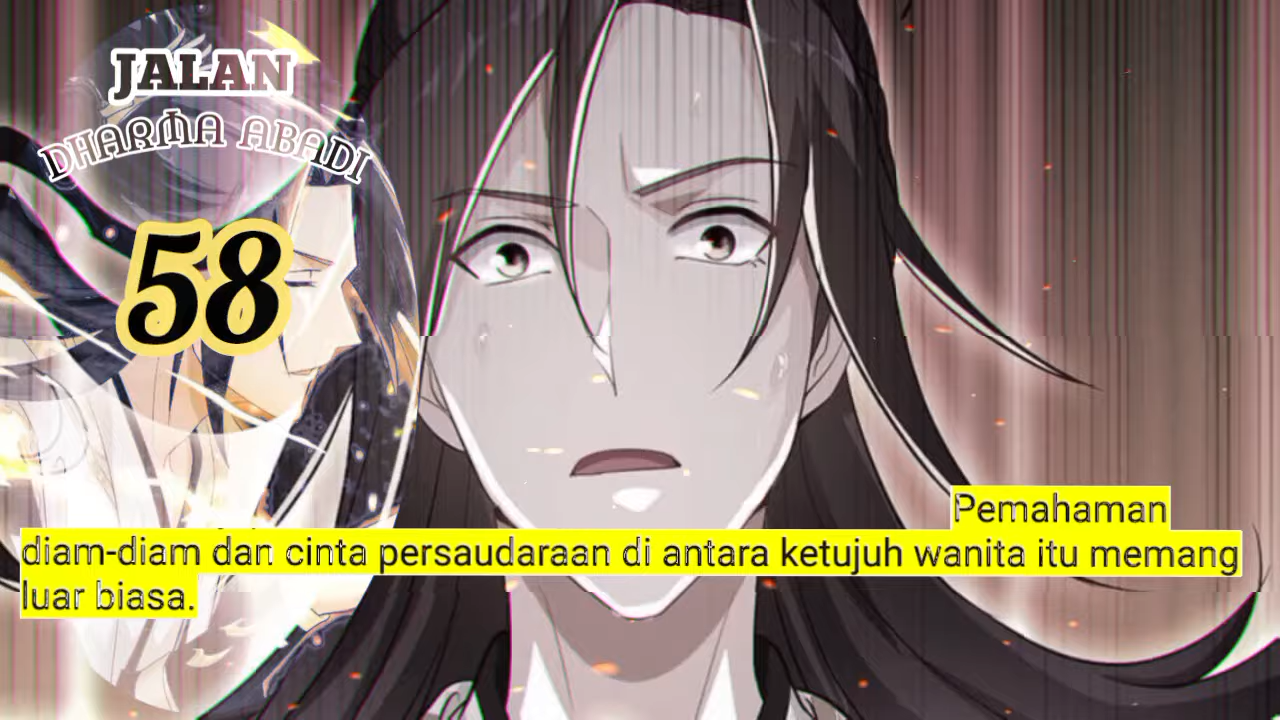 JALAN
DHARMA ABADI
58
Pemahaman
diam-diam dan cinta persaudaraan di antara ketujuh wanita itu memang
luar biasa.